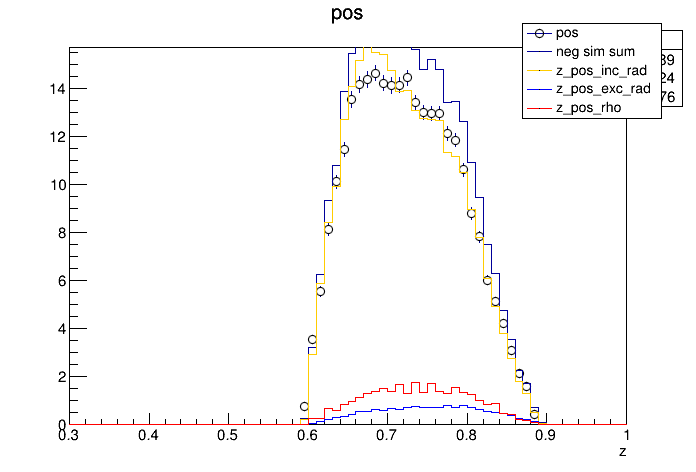 pos
pos
neg sim sum
z_pos_inc_rad
z_pos_exc_rad
z_pos_rho
39
24
76
14
12
10
8
6
4
2
0
0.3 0.4 0.5 0.6 0.7 0.8 0.9 1
z